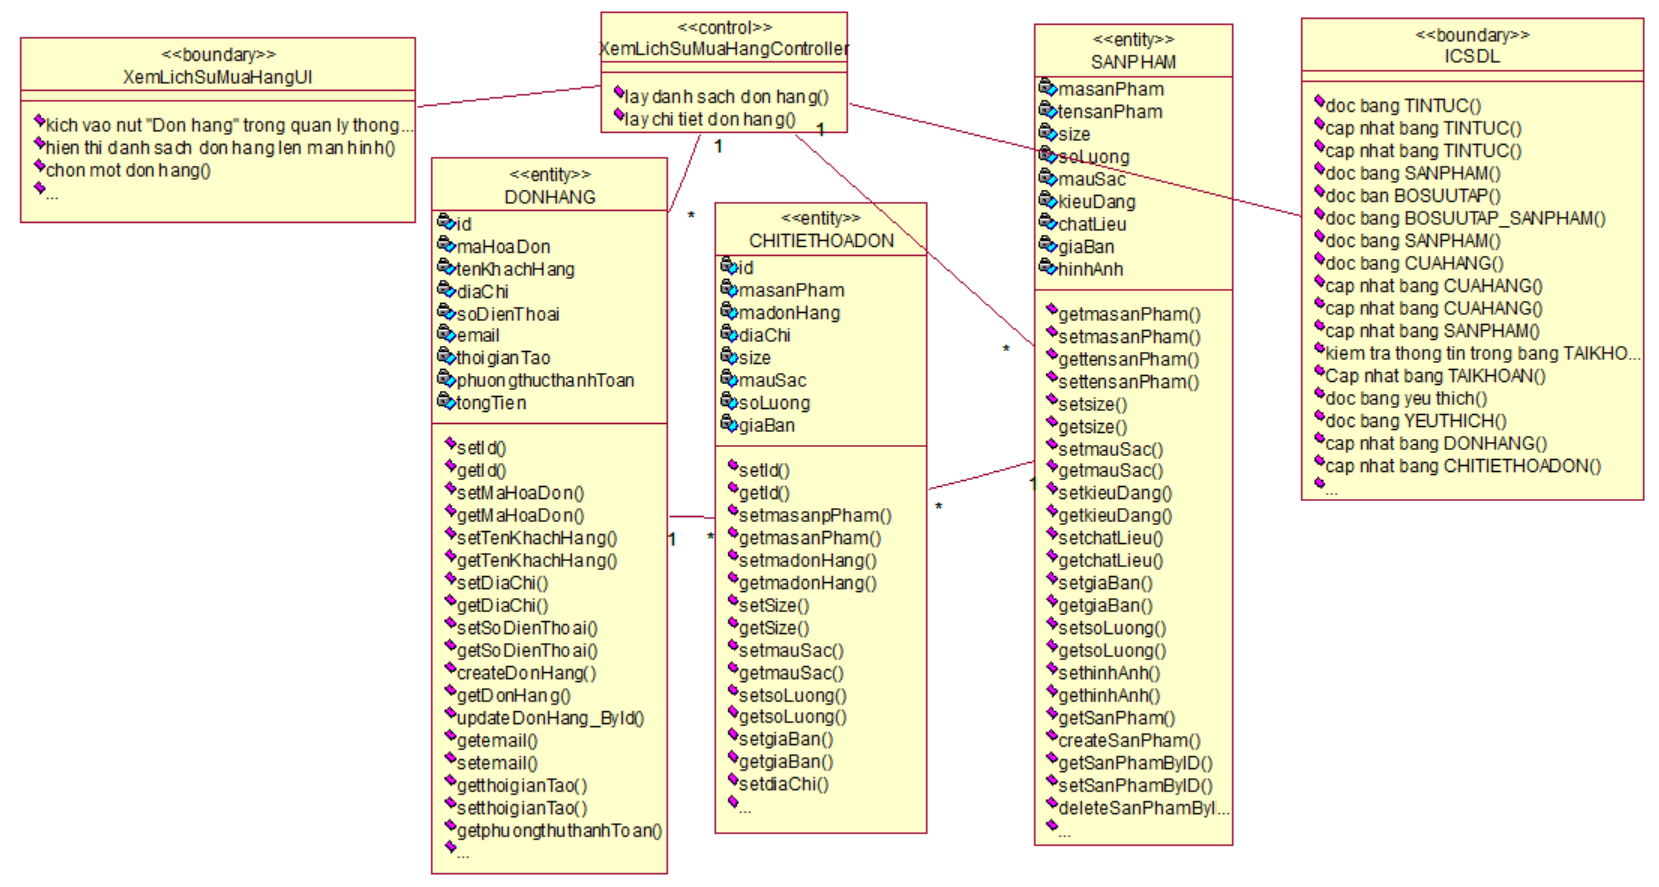 <<boundary>>
XemLichSuMuaHangUI
kich vao nut "Don hang" trong quan ly thong...
hien thi danh sach don hang len man hinh()
chon mot don hang()
...
<<control>>
XemLichSuMuaHangController
lay danh sach don hang()
lay chi tiet don hang()
1
1
*
*
<<entity>>
DONHANG
id
maHoaDon
tenKhachHang
diaChi
soDienThoai
email
thoigianTao
phuongthucthanhToan
tongTien
setId()
getId()
setMaHoaDon()
getMaHoaDon()
setTenKhachHang()
getTenKhachHang()
setDiaChi()
getDiaChi()
setSoDienThoai()
getSoDienThoai()
createDonHang()
getDonHang()
updateDonHang_ById()
getemail()
setemail()
getthoigianTao()
setthoigianTao()
getphuongthuthanhToan()
...
1
*
<<entity>>
CHITIETHOADON
id
masanPham
madonHang
diaChi
size
mauSac
soLuong
giaBan
setId()
getId()
setmasanpPham()
getmasanPham()
setmadonHang()
getmadonHang()
setSize()
getSize()
setmauSac()
getmauSac()
setsoLuong()
getsoLuong()
setgiaBan()
getgiaBan()
setdiaChi()
...
*
1
<<entity>>
SANPHAM
masanPham
tensanPham
size
soLuong
mauSac
kieuDang
chatLieu
giaBan
hinhAnh
getmasanPham()
setmasanPham()
gettensanPham()
settensanPham()
setsize()
getsize()
setmauSac()
getmauSac()
setkieuDang()
getkieuDang()
setchatLieu()
getchatLieu()
setgiaBan()
getgiaBan()
setsoLuong()
getsoLuong()
sethinhAnh()
gethinhAnh()
getSanPham()
createSanPham()
getSanPhamByID()
setSanPhamByID()
deleteSanPhamByI...
...
<<boundary>>
ICSDL
doc bang TINTUC()
cap nhat bang TINTUC()
cap nhat bang TINTUC()
doc bang SANPHAM()
doc ban BOSUUTAP()
doc bang BOSUUTAP_SANPHAM()
doc bang SANPHAM()
doc bang CUAHANG()
cap nhat bang CUAHANG()
cap nhat bang CUAHANG()
cap nhat bang SANPHAM()
kiem tra thong tin trong bang TAIKHO...
Cap nhat bang TAIKHOAN()
doc bang yeu thich()
doc bang YEUTHICH()
cap nhat bang DONHANG()
cap nhat bang CHITIETHOADON()
...